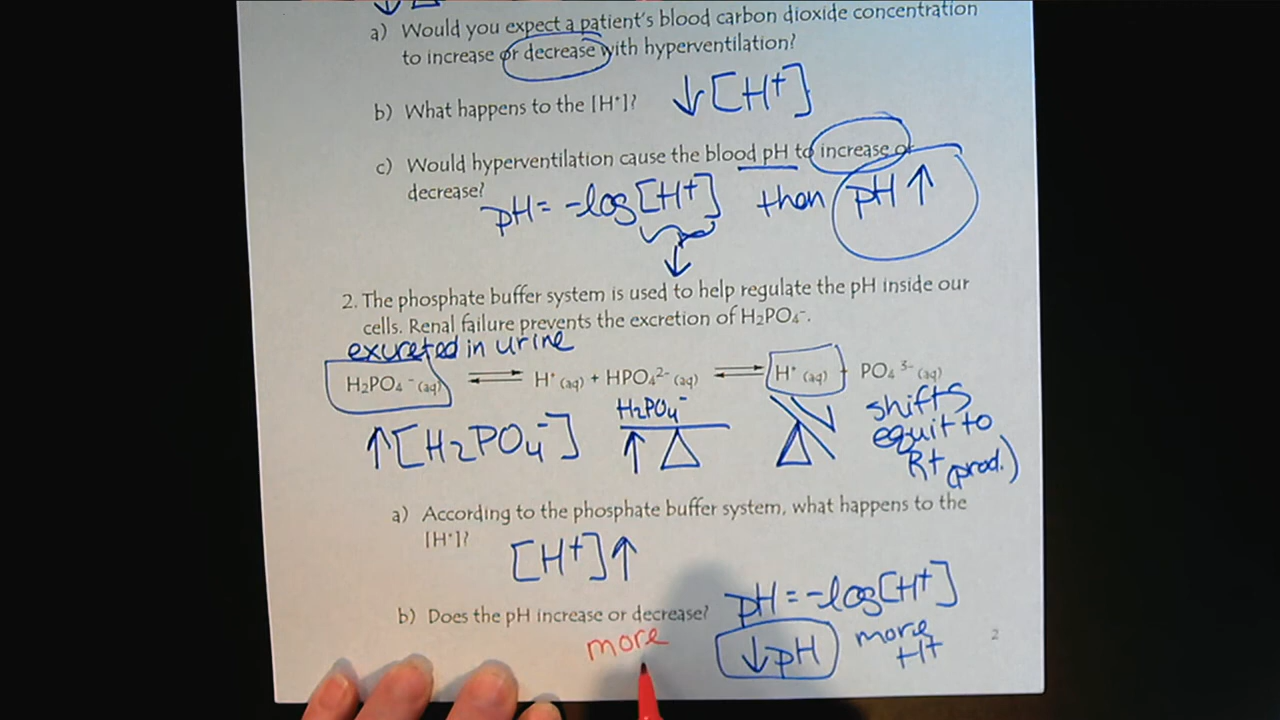 a) Would you expect a patient's blood carbon dioxide concentration
to increase or decrease with hyperventilation?
b) What happens to the [H⁺]? ↓[H⁺]
c) Would hyperventilation cause the blood pH to increase or
decrease?
pH = -log[H⁺] then pH ↑
↓
2. The phosphate buffer system is used to help regulate the pH inside our
cells. Renal failure prevents the excretion of H₂PO₄⁻.
exureted in urine
H₂PO₄⁻(aq) ⇌ H⁺(aq) + HPO₄²⁻(aq) ⇌ H⁺(aq) + PO₄³⁻(aq)
↑[H₂PO₄⁻] H₂PO₄⁻ ↑ shifts
equil to
Rt (prod.)
a) According to the phosphate buffer system, what happens to the
[H⁺]?
[H⁺]↑
b) Does the pH increase or decrease? pH = -log[H⁺]
more ↓pH more
H⁺
2